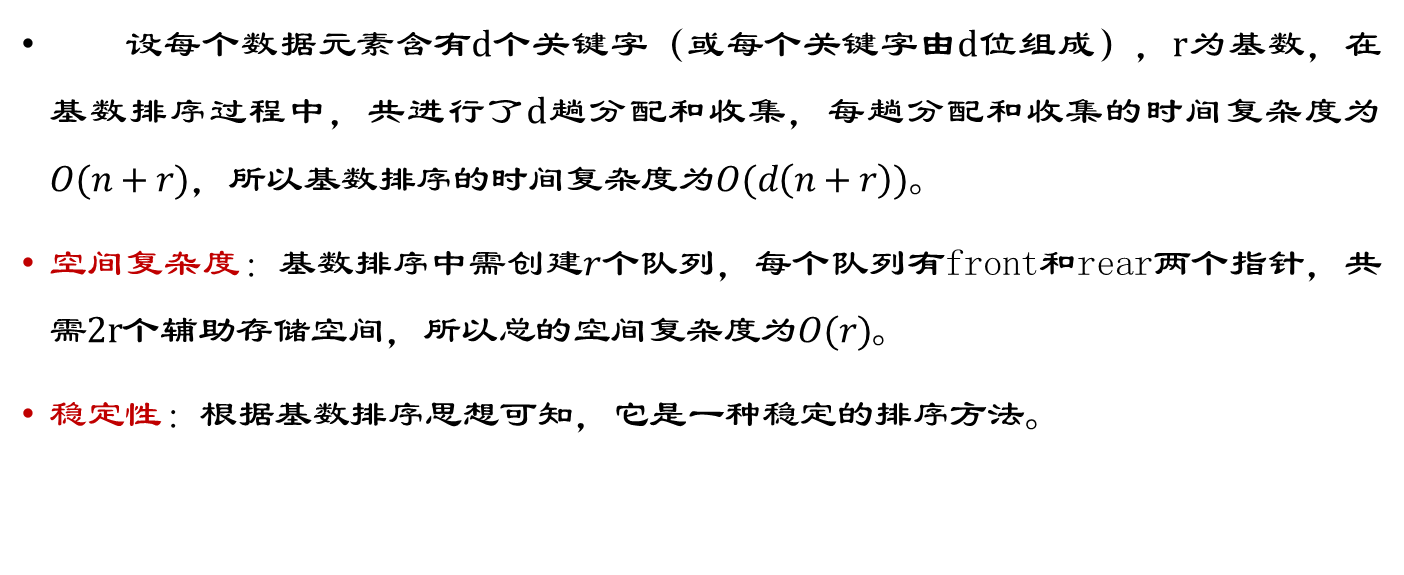 • 设每个数据元素含有d个关键字（或每个关键字由d位组成），r为基数，在
基数排序过程中，共进行了d趟分配和收集，每趟分配和收集的时间复杂度为
O(n + r)，所以基数排序的时间复杂度为O(d(n + r))。
• 空间复杂度：基数排序中需创建r个队列，每个队列有front和rear两个指针，共
需2r个辅助存储空间，所以总的空间复杂度为O(r)。
• 稳定性：根据基数排序思想可知，它是一种稳定的排序方法。